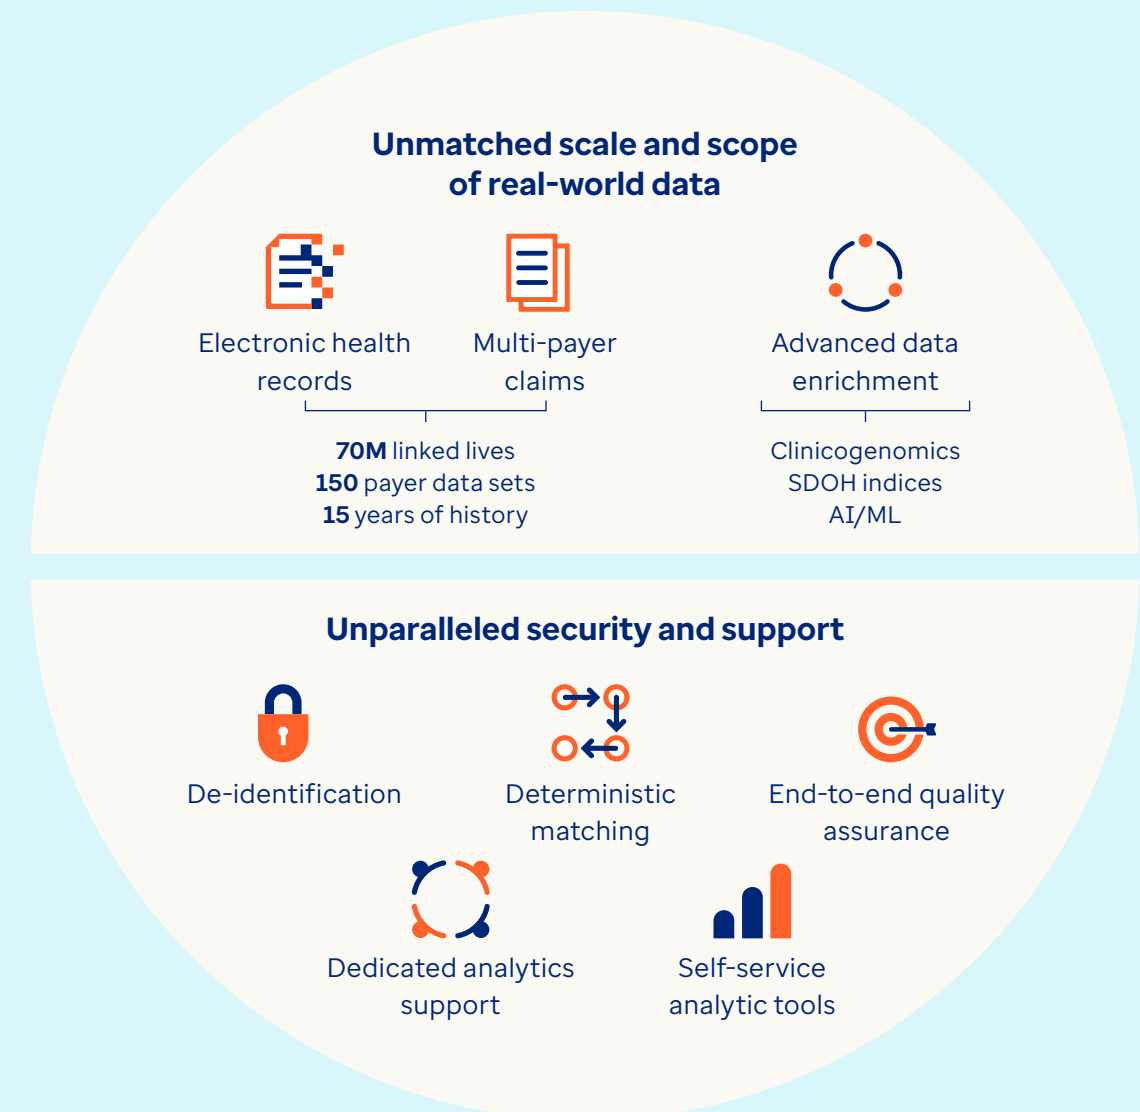 Unmatched scale and scope
of real-world data
Electronic health
records
Multi-payer
claims
70M linked lives
150 payer data sets
15 years of history
Advanced data
enrichment
Clinicogenomics
SDOH indices
AI/ML
Unparalleled security and support
De-identification
Deterministic
matching
End-to-end quality
assurance
Dedicated analytics
support
Self-service
analytic tools